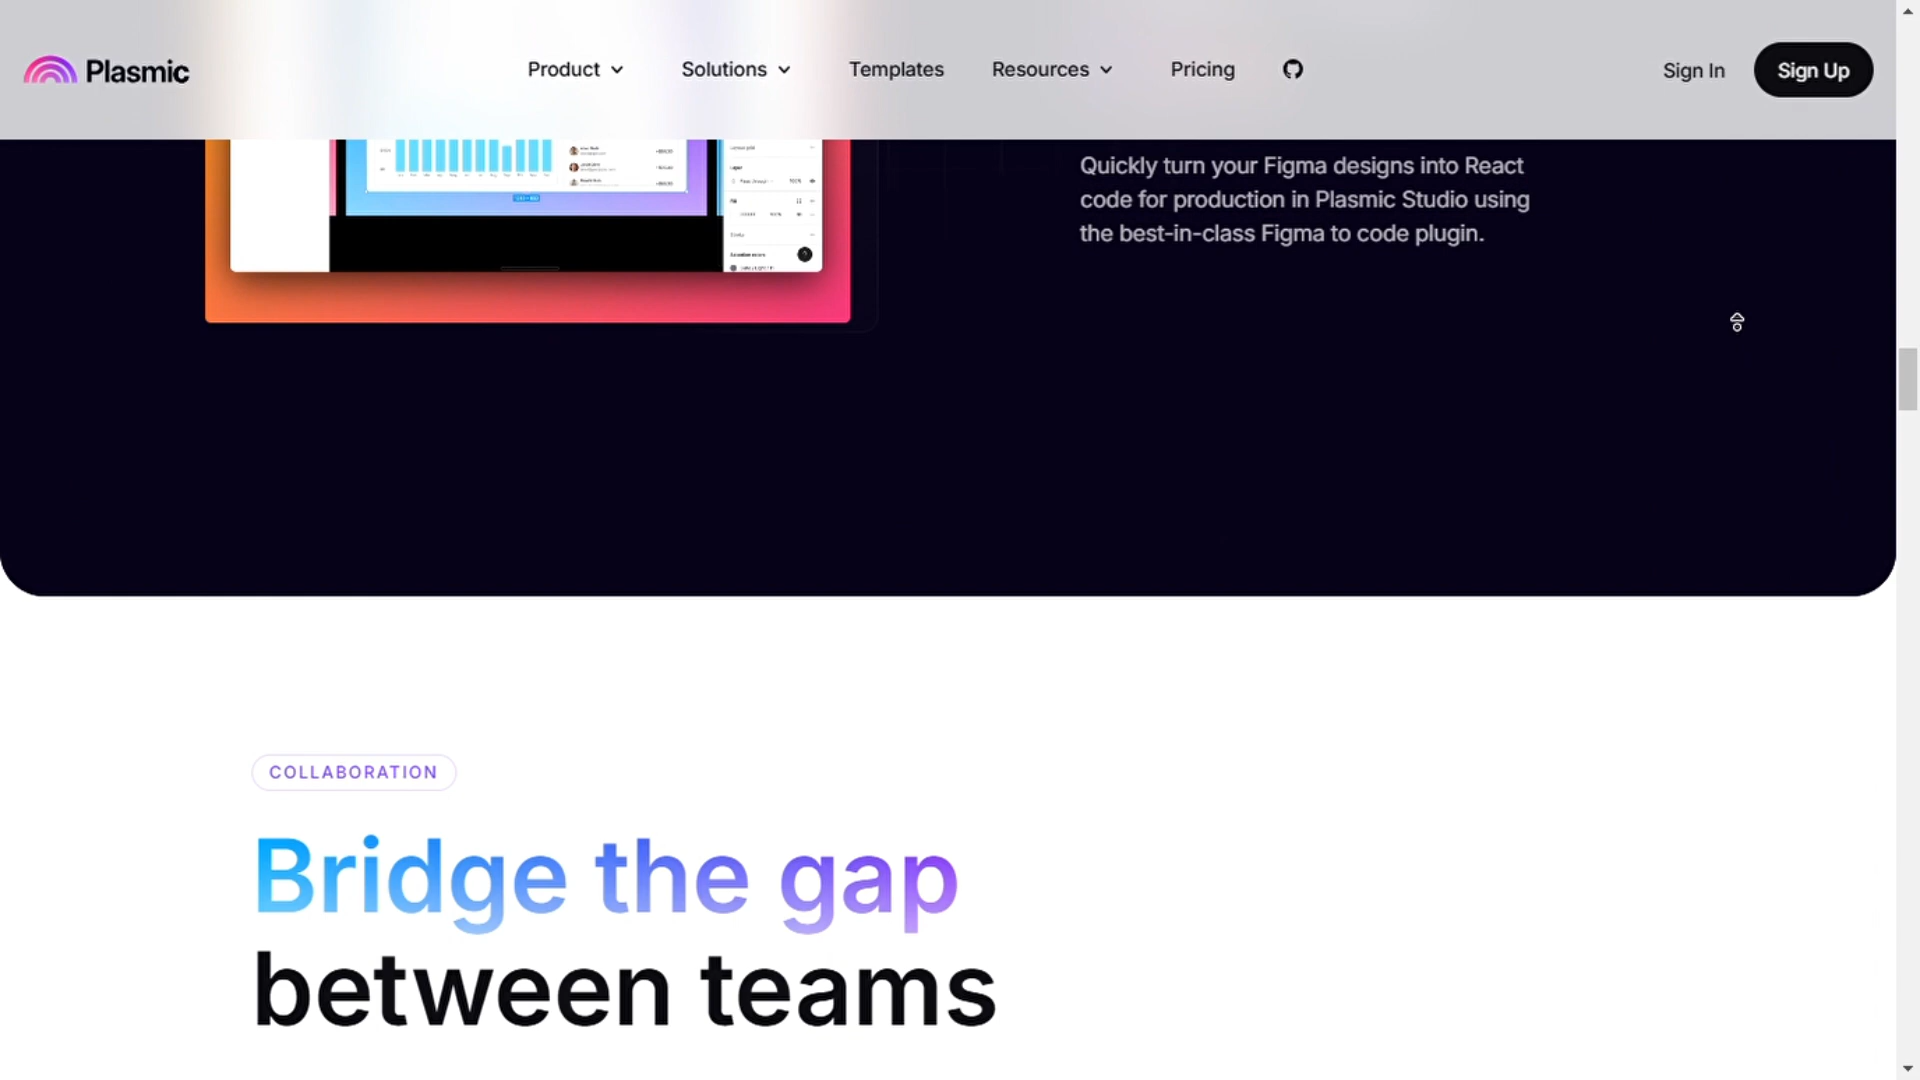 Plasmic
Product
Solutions
Templates
Resources
Pricing
Sign In
Sign Up
Quickly turn your Figma designs into React
code for production in Plasmic Studio using
the best-in-class Figma to code plugin.
COLLABORATION
Bridge the gap
between teams